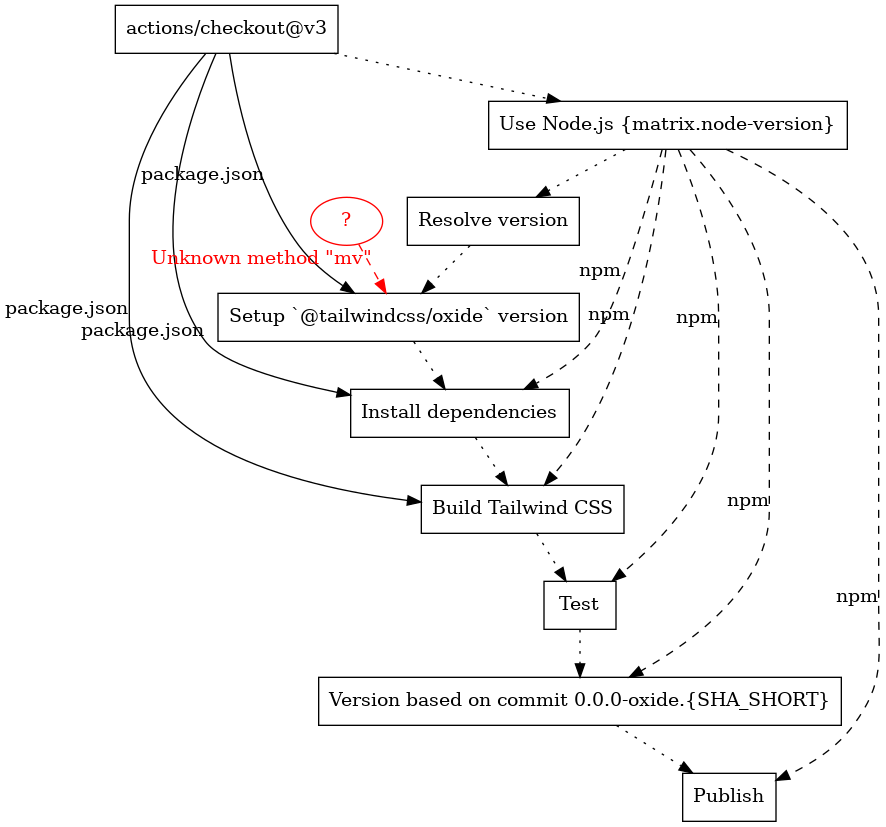 actions/checkout@v3
Use Node.js {matrix.node-version}
package.json
?
Resolve version
Unknown method "mv"
npm
package.json
npm
npm
Setup `@tailwindcss/oxide` version
package.json
Install dependencies
npm
Build Tailwind CSS
npm
Test
Version based on commit 0.0.0-oxide.{SHA_SHORT}
Publish